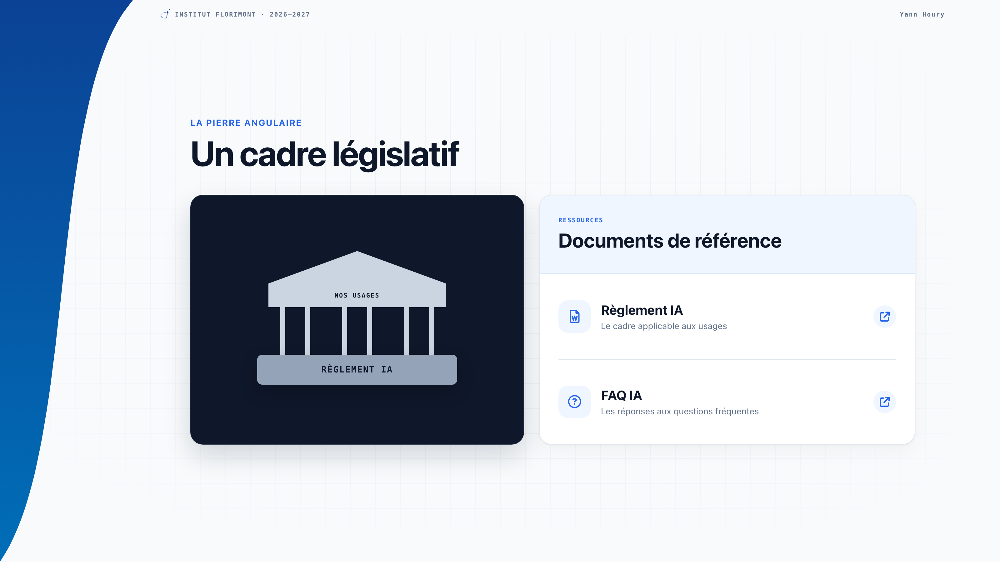 INSTITUT FLORIMONT · 2026–2027
Yann Houry
LA PIERRE ANGULAIRE
Un cadre législatif
NOS USAGES
RÈGLEMENT IA
RESSOURCES
Documents de référence
Règlement IA
Le cadre applicable aux usages
FAQ IA
Les réponses aux questions fréquentes